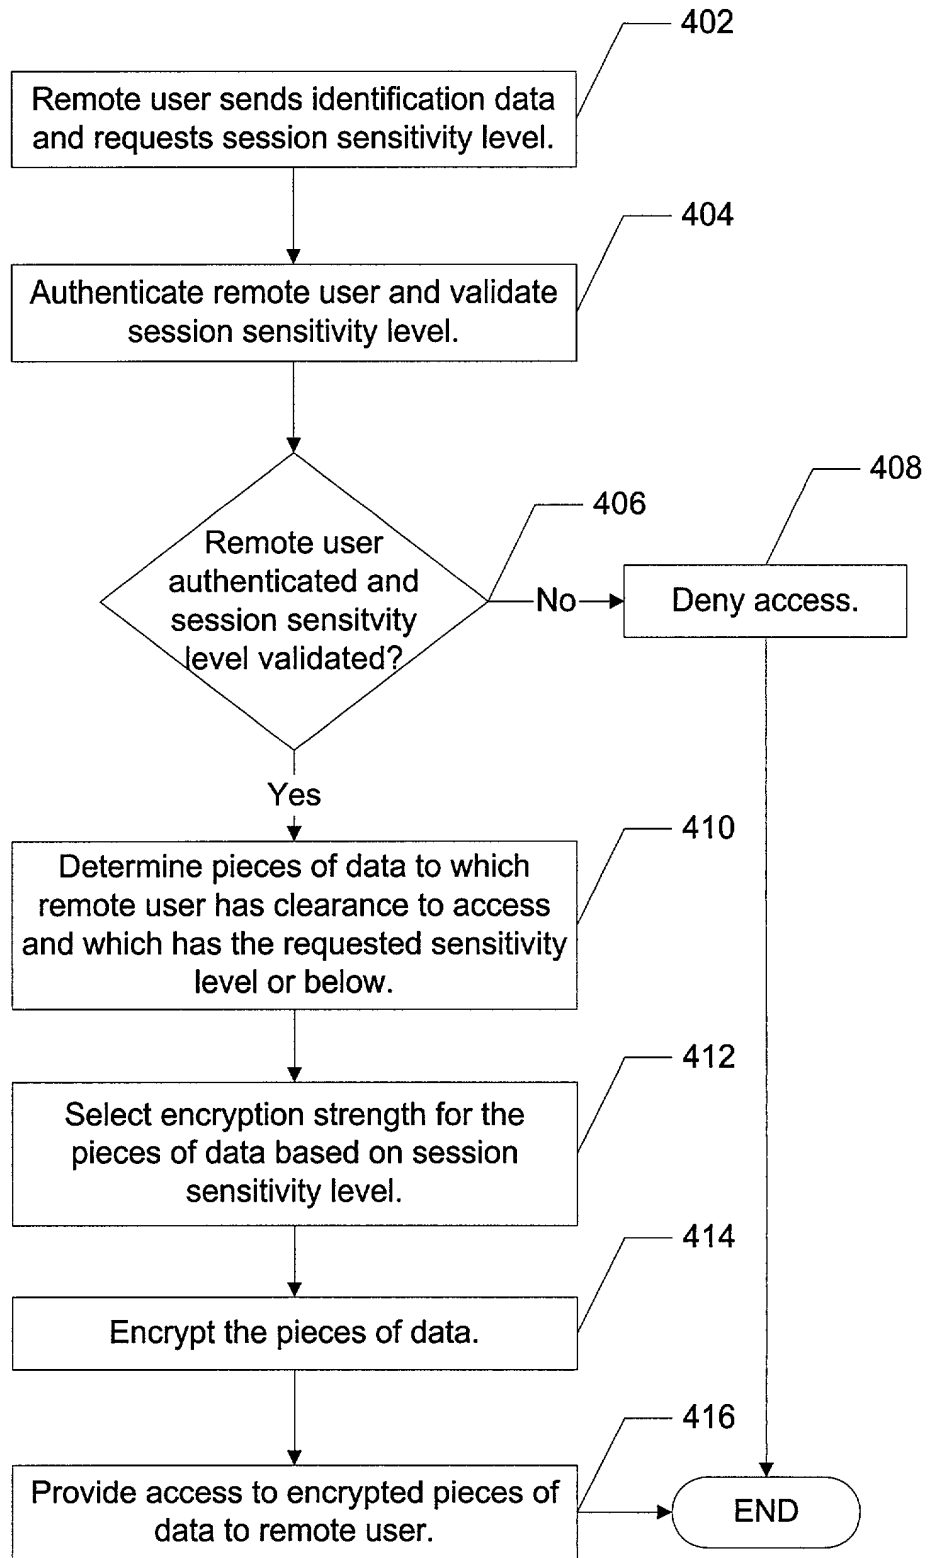 402
Remote user sends identification data
and requests session sensitivity level.
404
Authenticate remote user and validate
session sensitivity level.
406
408
Remote user
authenticated and
session sensitvity
level validated?
No
Deny access.
Yes
410
Determine pieces of data to which
remote user has clearance to access
and which has the requested sensitivity
level or below.
412
Select encryption strength for the
pieces of data based on session
sensitivity level.
414
Encrypt the pieces of data.
416
Provide access to encrypted pieces of
data to remote user.
END